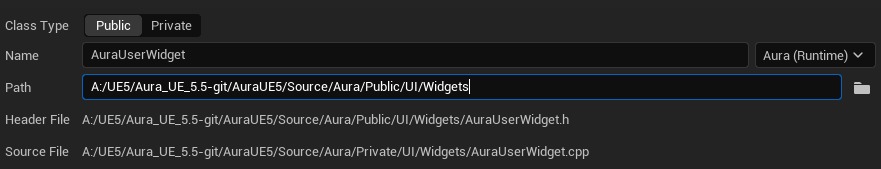 Class Type Public Private
Name AuraUserWidget Aura (Runtime)
Path A:/UE5/Aura_UE_5.5-git/AuraUE5/Source/Aura/Public/UI/Widgets
Header File A:/UE5/Aura_UE_5.5-git/AuraUE5/Source/Aura/Public/UI/Widgets/AuraUserWidget.h
Source File A:/UE5/Aura_UE_5.5-git/AuraUE5/Source/Aura/Private/UI/Widgets/AuraUserWidget.cpp